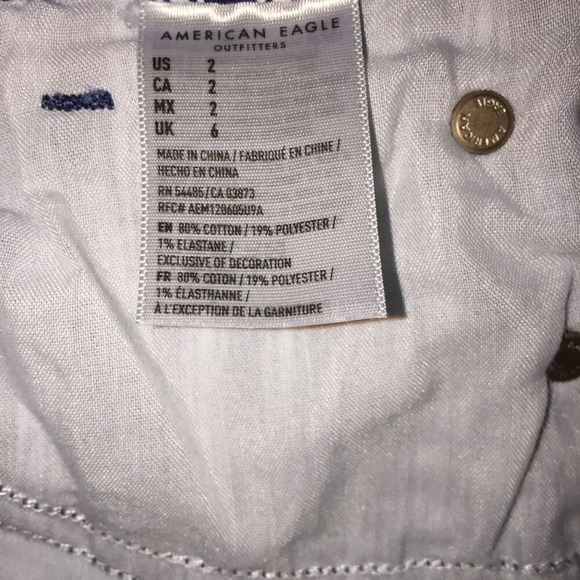 AMERICAN EAGLE
OUTFITTERS
US 2
CA 2
MX 2
UK 6
MADE IN CHINA / FABRIQUÉ EN CHINE /
HECHO EN CHINA
RN 54485/CA 03873
RFC# AEM120605U9A
EN 80% COTTON / 19% POLYESTER /
1% ELASTANE /
EXCLUSIVE OF DECORATION
FR 80% COTON / 19% POLYESTER /
1% ÉLASTHANNE /
À L'EXCEPTION DE LA GARNITURE
AMERICAN EAGLE